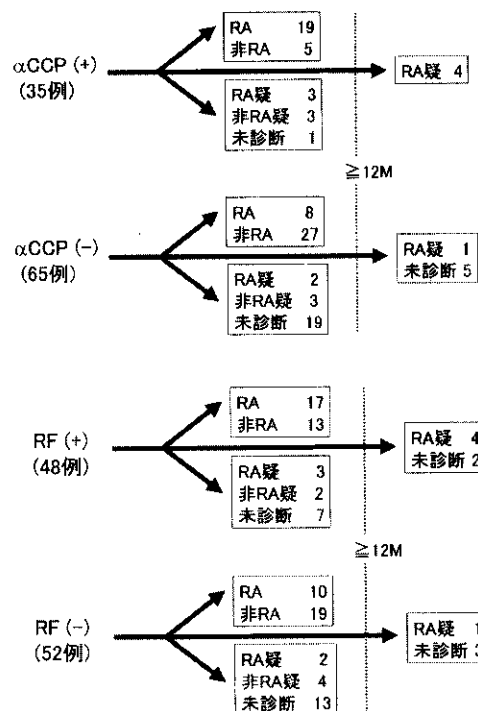 RA 19
非RA 5
αCCP (+)
(35例)
RA疑 4
RA疑 3
非RA疑 3
未診断 1
≧12M
RA 8
非RA 27
αCCP (−)
(65例)
RA疑 1
未診断 5
RA疑 2
非RA疑 3
未診断 19
RA 17
非RA 13
RF (+)
(48例)
RA疑 4
未診断 2
RA疑 3
非RA疑 2
未診断 7
≧12M
RA 10
非RA 19
RF (−)
(52例)
RA疑 1
未診断 3
RA疑 2
非RA疑 4
未診断 13